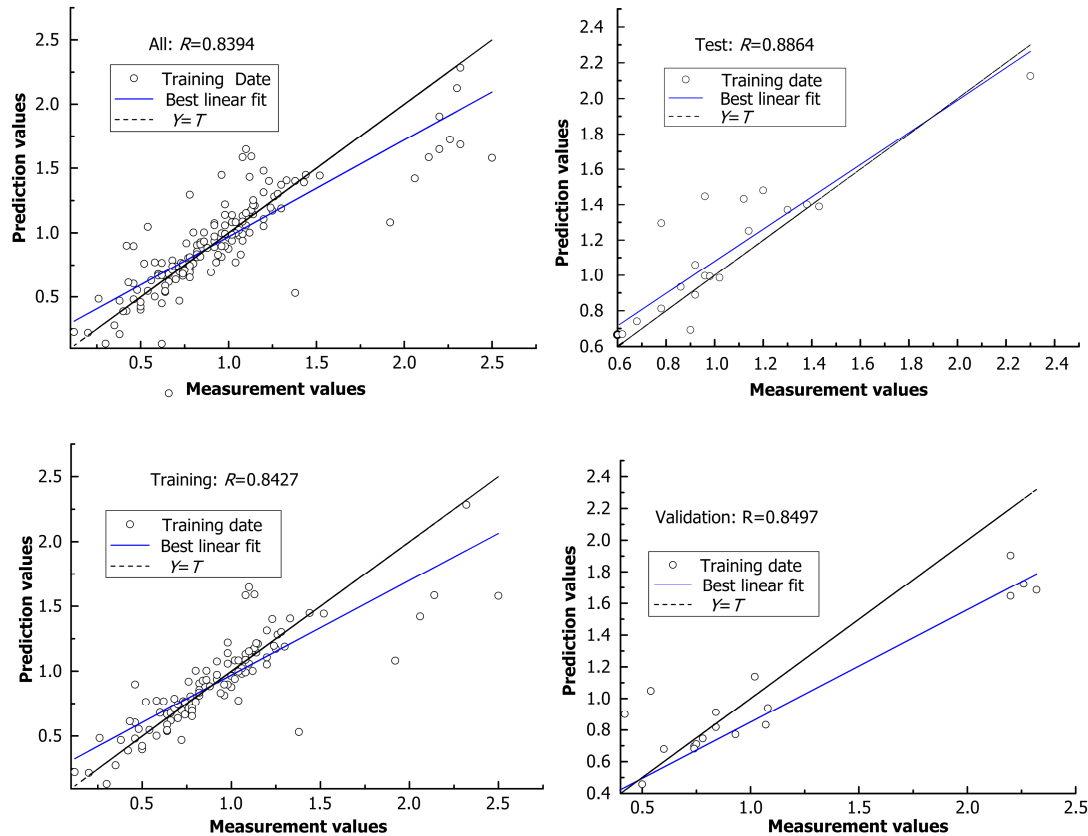 All: R=0.8394
Training Date
Best linear fit
Y=T
Prediction values
2.5
2.0
1.5
1.0
0.5
0.5 1.0 1.5 2.0 2.5
Measurement values
Test: R=0.8864
Training date
Best linear fit
Y=T
Prediction values
2.4
2.2
2.0
1.8
1.6
1.4
1.2
1.0
0.8
0.6
0.6 0.8 1.0 1.2 1.4 1.6 1.8 2.0 2.2 2.4
Measurement values
Training: R=0.8427
Training date
Best linear fit
Y=T
Prediction values
2.5
2.0
1.5
1.0
0.5
0.5 1.0 1.5 2.0 2.5
Measurement values
Validation: R=0.8497
Training date
Best linear fit
Y=T
Prediction values
2.4
2.2
2.0
1.8
1.6
1.4
1.2
1.0
0.8
0.6
0.4
0.5 1.0 1.5 2.0 2.5
Measurement values